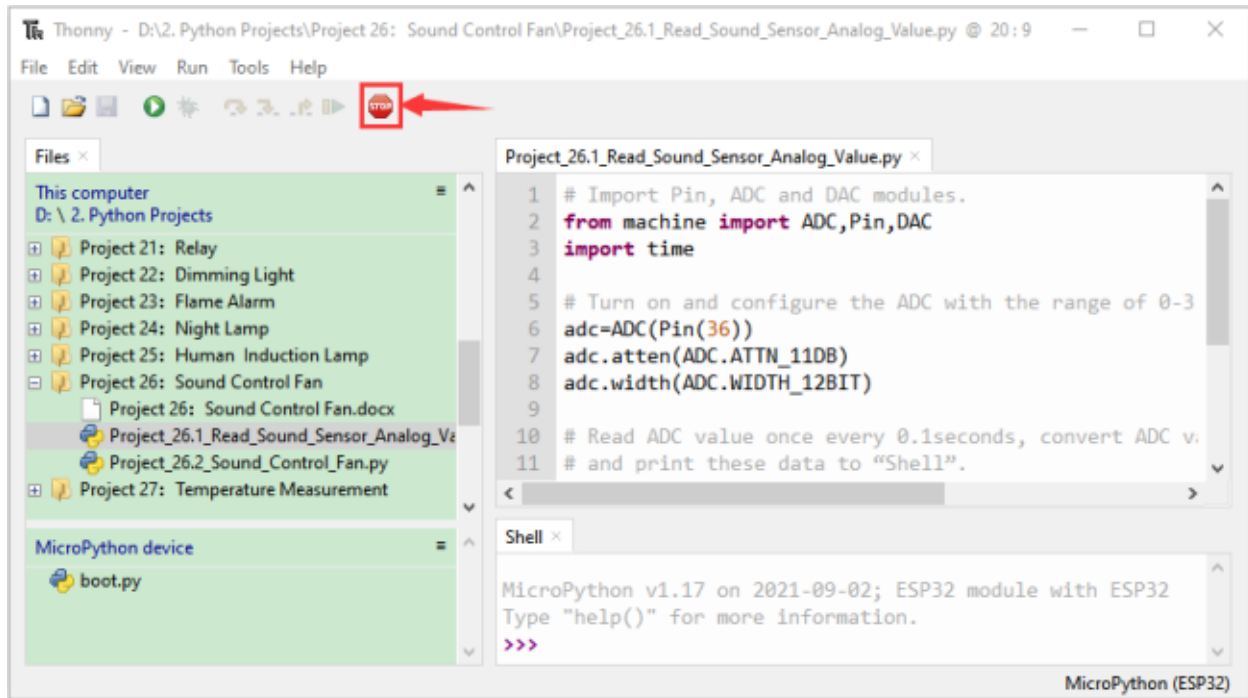 Thonny - D:\2. Python Projects\Project 26: Sound Control Fan\Project_26.1_Read_Sound_Sensor_Analog_Value.py @ 20:9
File Edit View Run Tools Help
STOP
Files
This computer
D: \ 2. Python Projects
Project 21: Relay
Project 22: Dimming Light
Project 23: Flame Alarm
Project 24: Night Lamp
Project 25: Human Induction Lamp
Project 26: Sound Control Fan
Project 26: Sound Control Fan.docx
Project_26.1_Read_Sound_Sensor_Analog_Va
Project_26.2_Sound_Control_Fan.py
Project 27: Temperature Measurement
MicroPython device
boot.py
Project_26.1_Read_Sound_Sensor_Analog_Value.py
1 # Import Pin, ADC and DAC modules.
2 from machine import ADC,Pin,DAC
3 import time
4
5 # Turn on and configure the ADC with the range of 0-3
6 adc=ADC(Pin(36))
7 adc.atten(ADC.ATTN_11DB)
8 adc.width(ADC.WIDTH_12BIT)
9
10 # Read ADC value once every 0.1seconds, convert ADC v
11 # and print these data to “Shell”.
Shell
MicroPython v1.17 on 2021-09-02; ESP32 module with ESP32
Type "help()" for more information.
>>>
MicroPython (ESP32)